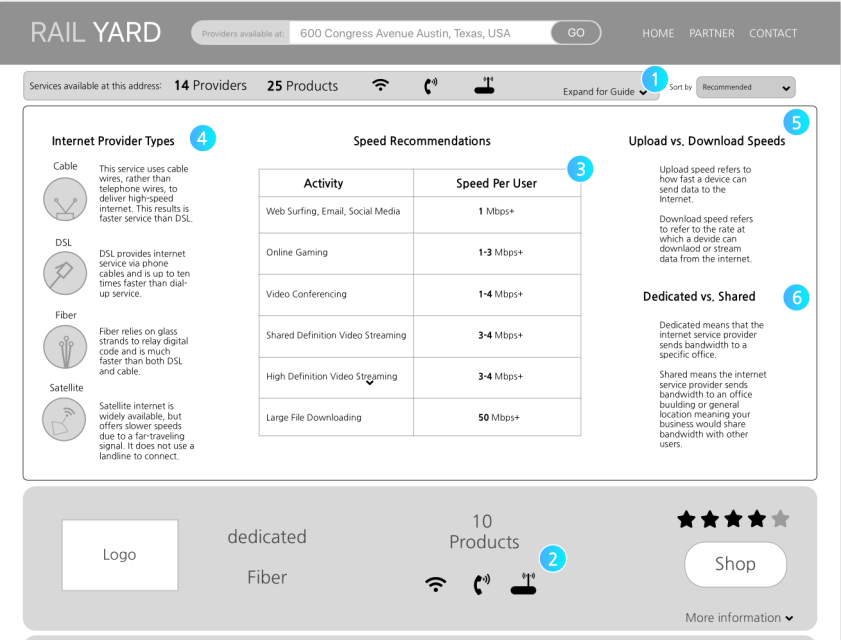 RAIL YARD
Providers available at: 600 Congress Avenue Austin, Texas, USA GO
HOME PARTNER CONTACT
Services available at this address: 14 Providers 25 Products
Expand for Guide
1
Sort by Recommended
Internet Provider Types 4
Cable
This service uses cable
wires, rather than
telephone wires, to
deliver high-speed
internet. This results is
faster service than DSL.
DSL
DSL provides internet
service via phone
cables and is up to ten
times faster than dial-
up service.
Fiber
Fiber relies on glass
strands to relay digital
code and is much
faster than both DSL
and cable.
Satellite
Satellite internet is
widely available, but
offers slower speeds
due to a far-traveling
signal. It does not use a
landline to connect.
Speed Recommendations
3
Activity Speed Per User
Web Surfing, Email, Social Media 1 Mbps+
Online Gaming 1-3 Mbps+
Video Conferencing 1-4 Mbps+
Shared Definition Video Streaming 3-4 Mbps+
High Definition Video Streaming 3-4 Mbps+
Large File Downloading 50 Mbps+
5
Upload vs. Download Speeds
Upload speed refers to
how fast a device can
send data to the
Internet.
Download speed refers
to refer to the rate at
which a devide can
downlaod or stream
data from the internet.
Dedicated vs. Shared 6
Dedicated means that the
internet service provider
sends bandwidth to a
specific office.
Shared means the internet
service provider sends
bandwidth to an office
buulding or general
location meaning your
business would share
bandwidth with other
users.
Logo
dedicated
Fiber
10
Products
2
Shop
More information